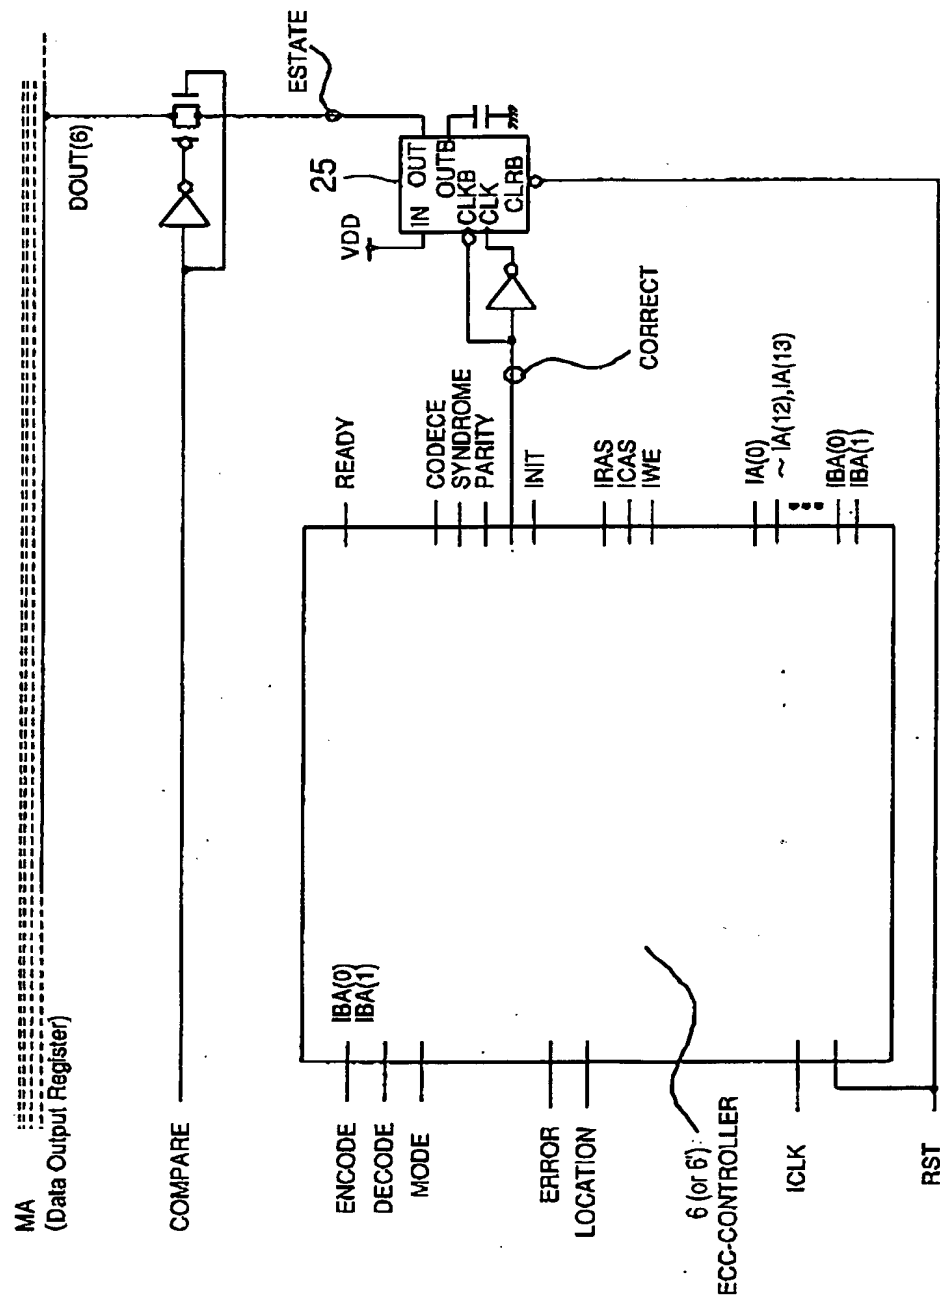 MA
(Data Output Register)
DOUT(6)
COMPARE
ESTATE
25
VDD
IN
OUT
OUTB
CLKB
CLK
CLRB
CORRECT
ENCODE
DECODE
MODE
IBA(0)
IBA(1)
ERROR
LOCATION
6 (or 6'):
ECC-CONTROLLER
ICLK
RST
READY
CODECE
SYNDROME
PARITY
INIT
IRAS
ICAS
IWE
IA(0)
~ IA(12),IA(13)
IBA(0)
IBA(1)